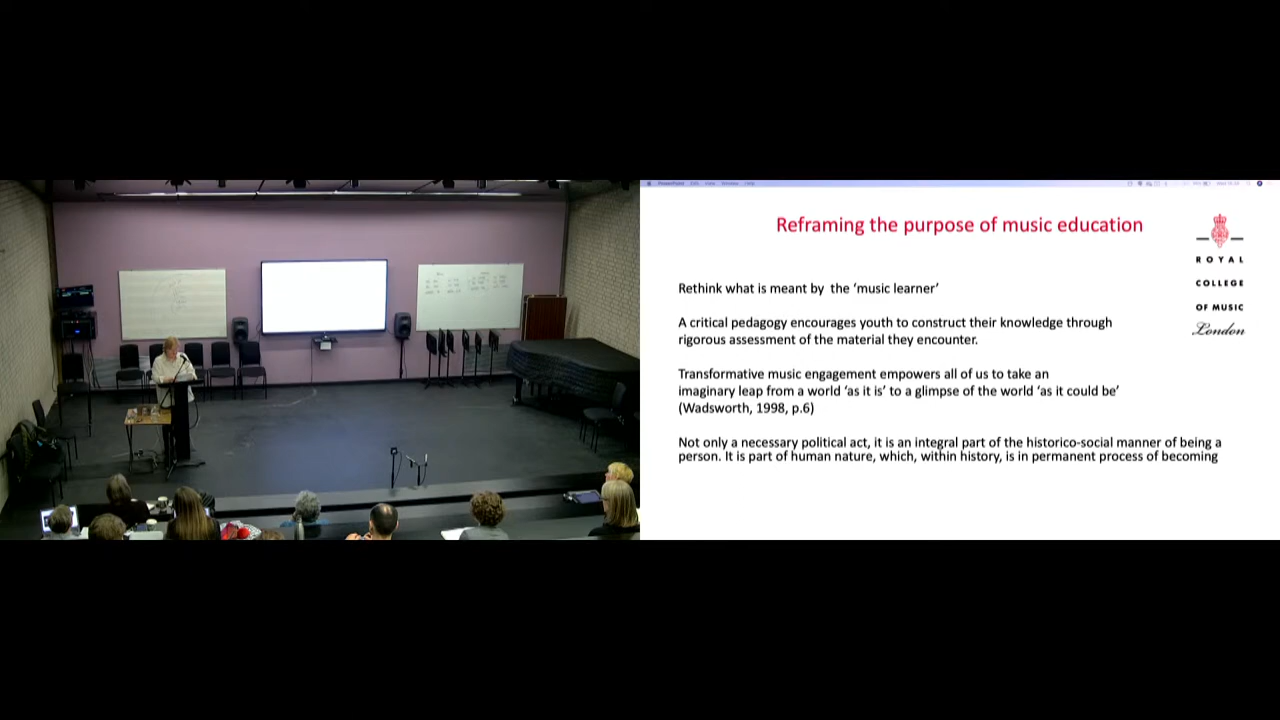 Reframing the purpose of music education
ROYAL
COLLEGE
OF MUSIC
London
Rethink what is meant by the ‘music learner’
A critical pedagogy encourages youth to construct their knowledge through
rigorous assessment of the material they encounter.
Transformative music engagement empowers all of us to take an
imaginary leap from a world ‘as it is’ to a glimpse of the world ‘as it could be’
(Wadsworth, 1998, p.6)
Not only a necessary political act, it is an integral part of the historico-social manner of being a
person. It is part of human nature, which, within history, is in permanent process of becoming